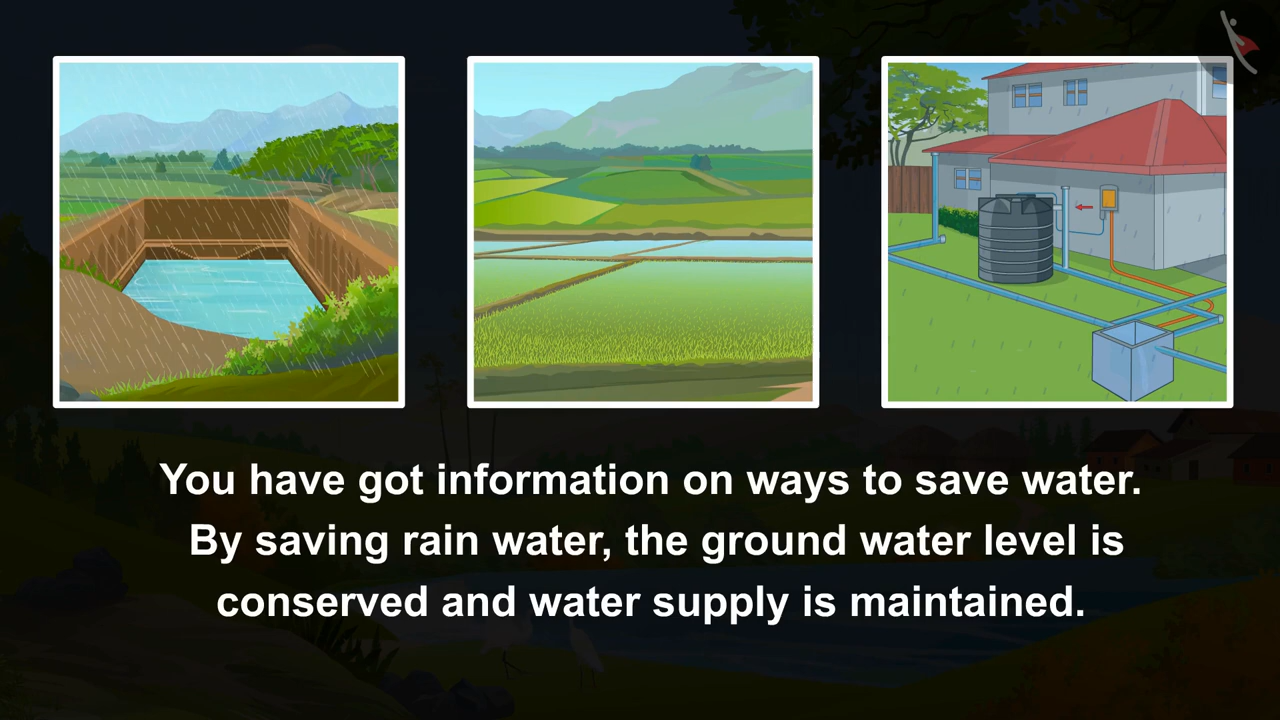 You have got information on ways to save water.
By saving rain water, the ground water level is
conserved and water supply is maintained.